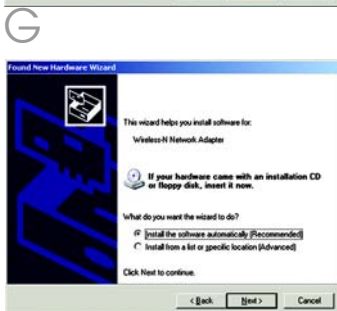 G
Found New Hardware Wizard
This wizard helps you install software for:
Wireless-N Network Adapter
If your hardware came with an installation CD
or floppy disk, insert it now.
What do you want the wizard to do?
Install the software automatically (Recommended)
Install from a list or specific location (Advanced)
Click Next to continue.
< Back
Next >
Cancel